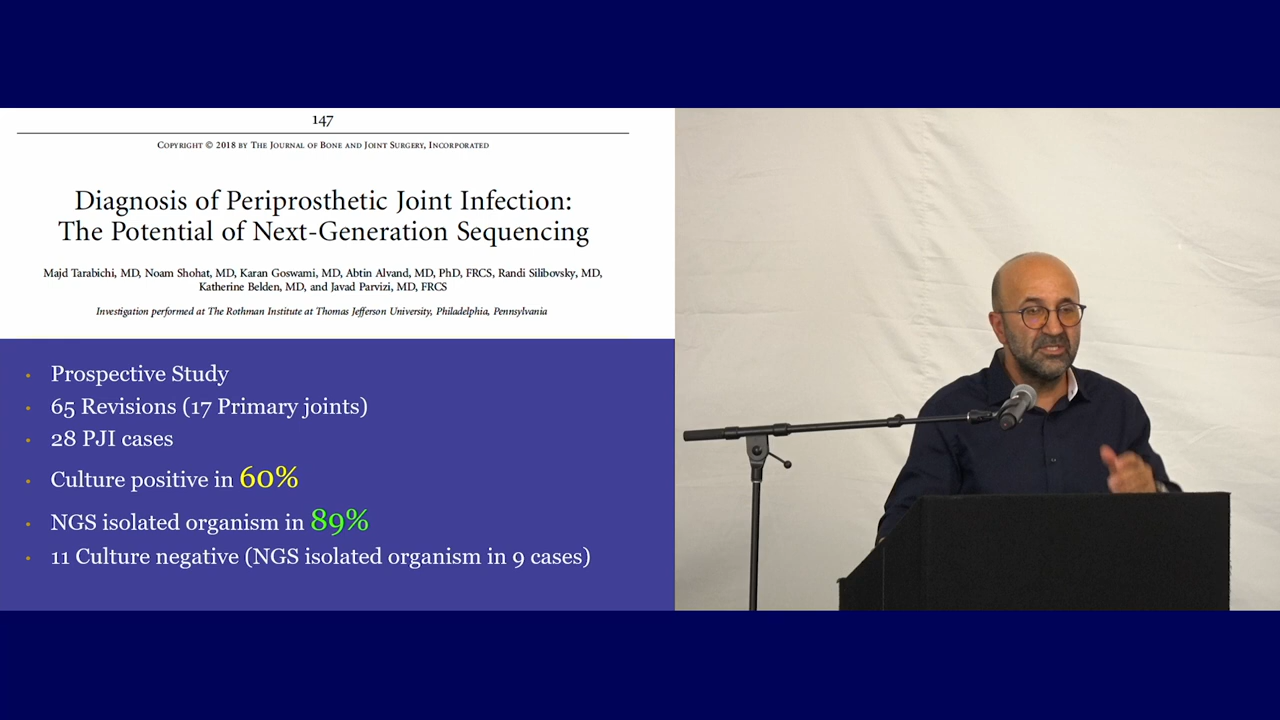 147
COPYRIGHT © 2018 BY THE JOURNAL OF BONE AND JOINT SURGERY, INCORPORATED
Diagnosis of Periprosthetic Joint Infection:
The Potential of Next-Generation Sequencing
Majd Tarabichi, MD, Noam Shohat, MD, Karan Goswami, MD, Abtin Alvand, MD, PhD, FRCS, Randi Silibovsky, MD,
Katherine Belden, MD, and Javad Parvizi, MD, FRCS
Investigation performed at The Rothman Institute at Thomas Jefferson University, Philadelphia, Pennsylvania
• Prospective Study
• 65 Revisions (17 Primary joints)
• 28 PJI cases
• Culture positive in 60%
• NGS isolated organism in 89%
• 11 Culture negative (NGS isolated organism in 9 cases)